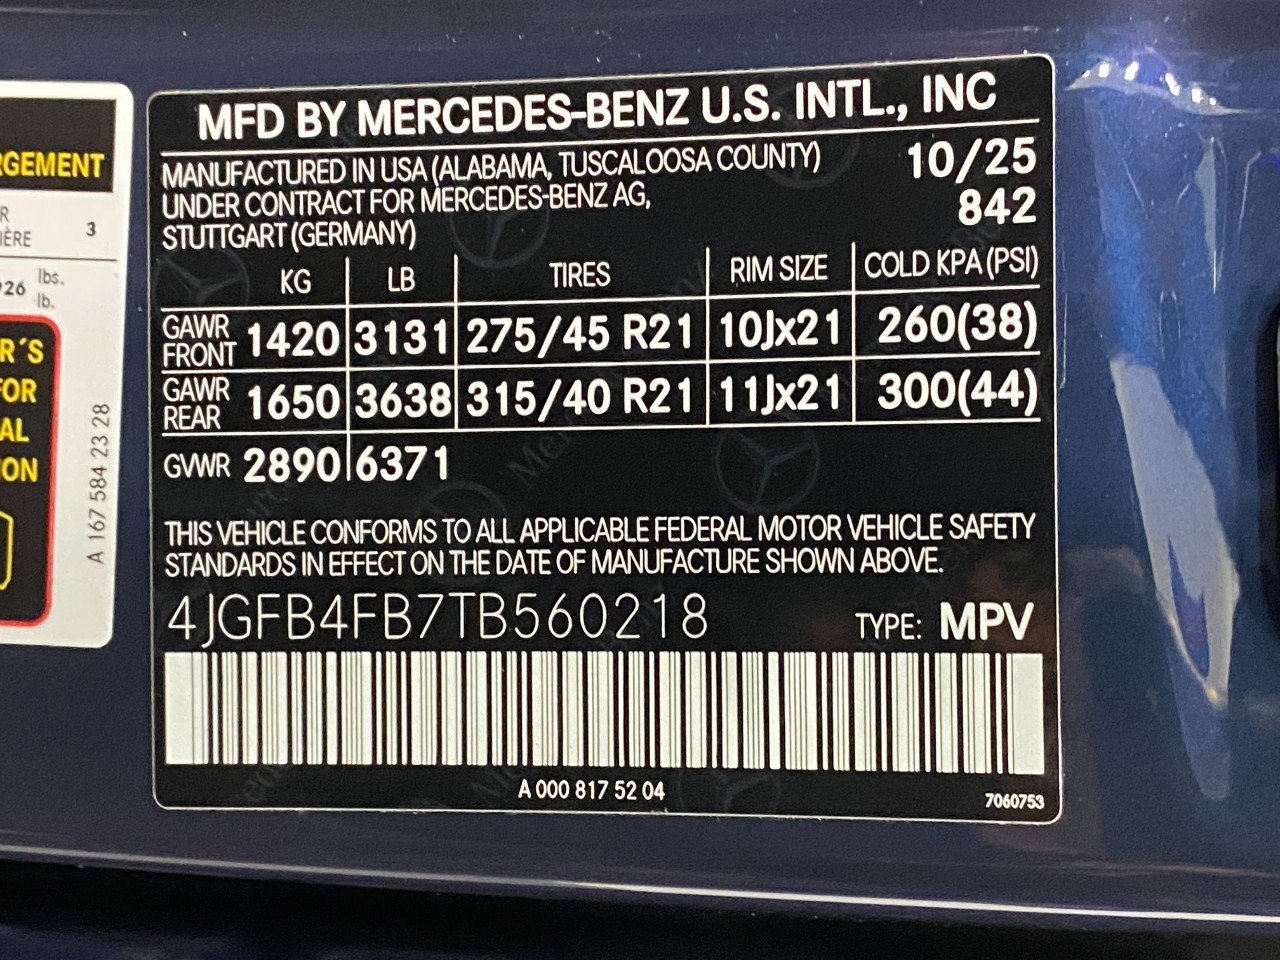 MFD BY MERCEDES-BENZ U.S. INTL., INC
MANUFACTURED IN USA (ALABAMA, TUSCALOOSA COUNTY) 10/25
UNDER CONTRACT FOR MERCEDES-BENZ AG, 842
STUTTGART (GERMANY)
KG LB TIRES RIM SIZE COLD KPA (PSI)
GAWR FRONT 1420 3131 275/45 R21 10Jx21 260(38)
GAWR REAR 1650 3638 315/40 R21 11Jx21 300(44)
GVWR 2890 6371
THIS VEHICLE CONFORMS TO ALL APPLICABLE FEDERAL MOTOR VEHICLE SAFETY
STANDARDS IN EFFECT ON THE DATE OF MANUFACTURE SHOWN ABOVE.
4JGFB4FB7TB560218 TYPE: MPV
A 000 817 52 04
7060753
3
lbs.
lb.
A 167 584 23 28